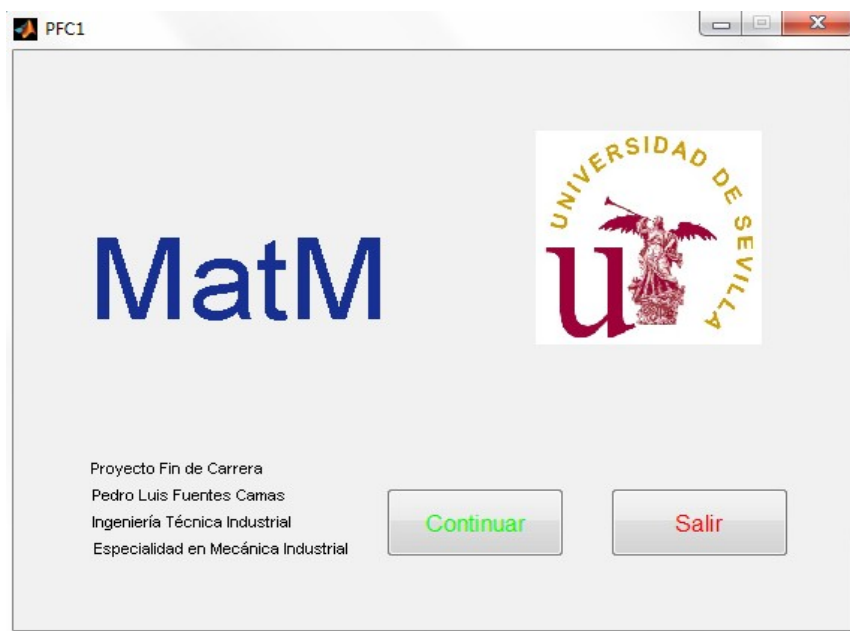 PFC1
MatM
UNIVERSIDAD DE SEVILLA
u
Proyecto Fin de Carrera
Pedro Luis Fuentes Camas
Ingeniería Técnica Industrial
Especialidad en Mecánica Industrial
Continuar
Salir